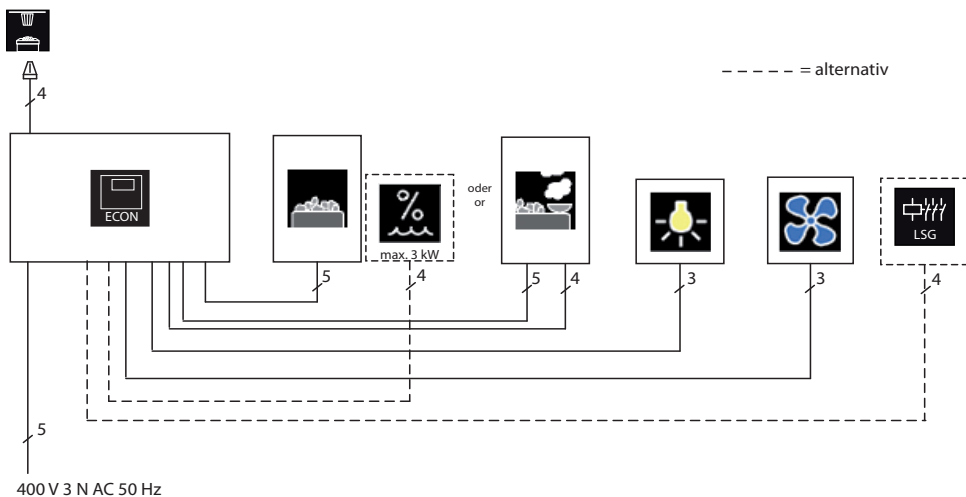 – – – – – = alternativ
4
ECON
%
max. 3 kW
oder
or
LSG
5
4
5
4
3
3
4
5
400 V 3 N AC 50 Hz